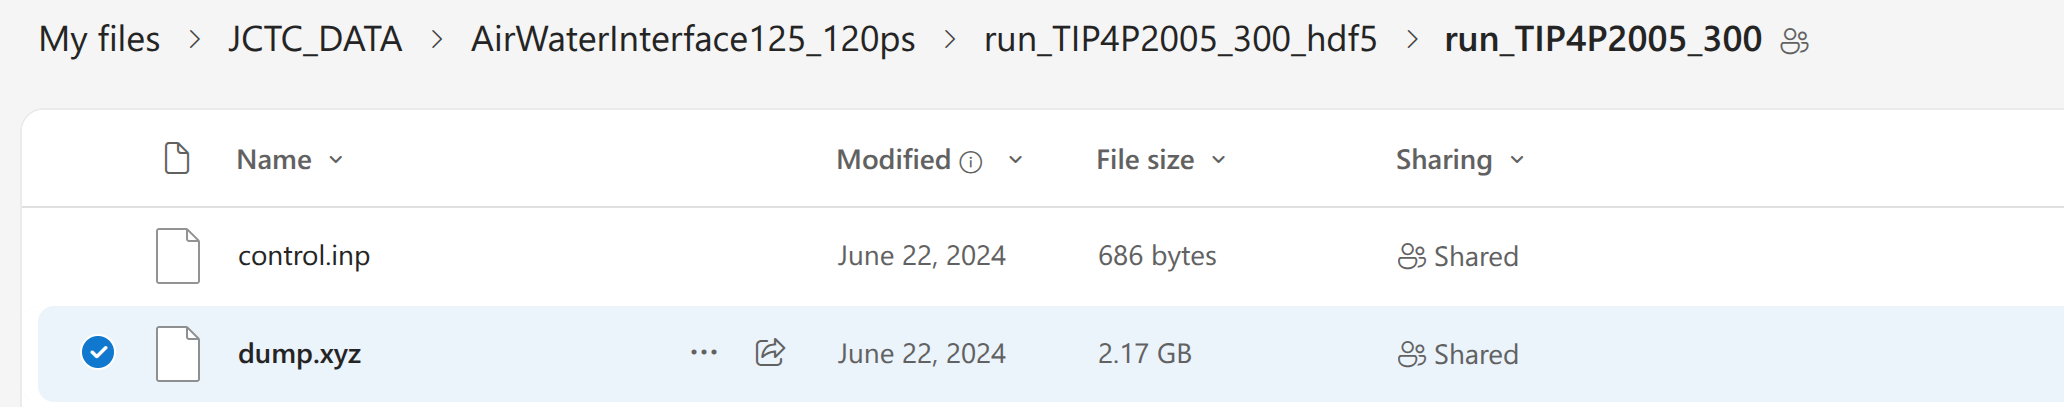 My files > JCTC_DATA > AirWaterInterface125_120ps > run_TIP4P2005_300_hdf5 > run_TIP4P2005_300
Name Modified File size Sharing
control.inp June 22, 2024 686 bytes Shared
dump.xyz ... June 22, 2024 2.17 GB Shared